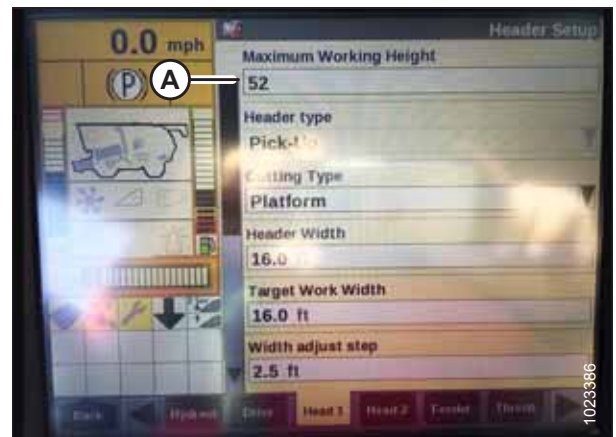 0.0 mph
Header Setup
(P)
A
Maximum Working Height
52
Header type
Cutting Type
Platform
Header Width
16.0
Target Work Width
16.0 ft
Width adjust step
2.5 ft
Back
Drive
Head 1
Head 2
Feeder
Thresh
1023386